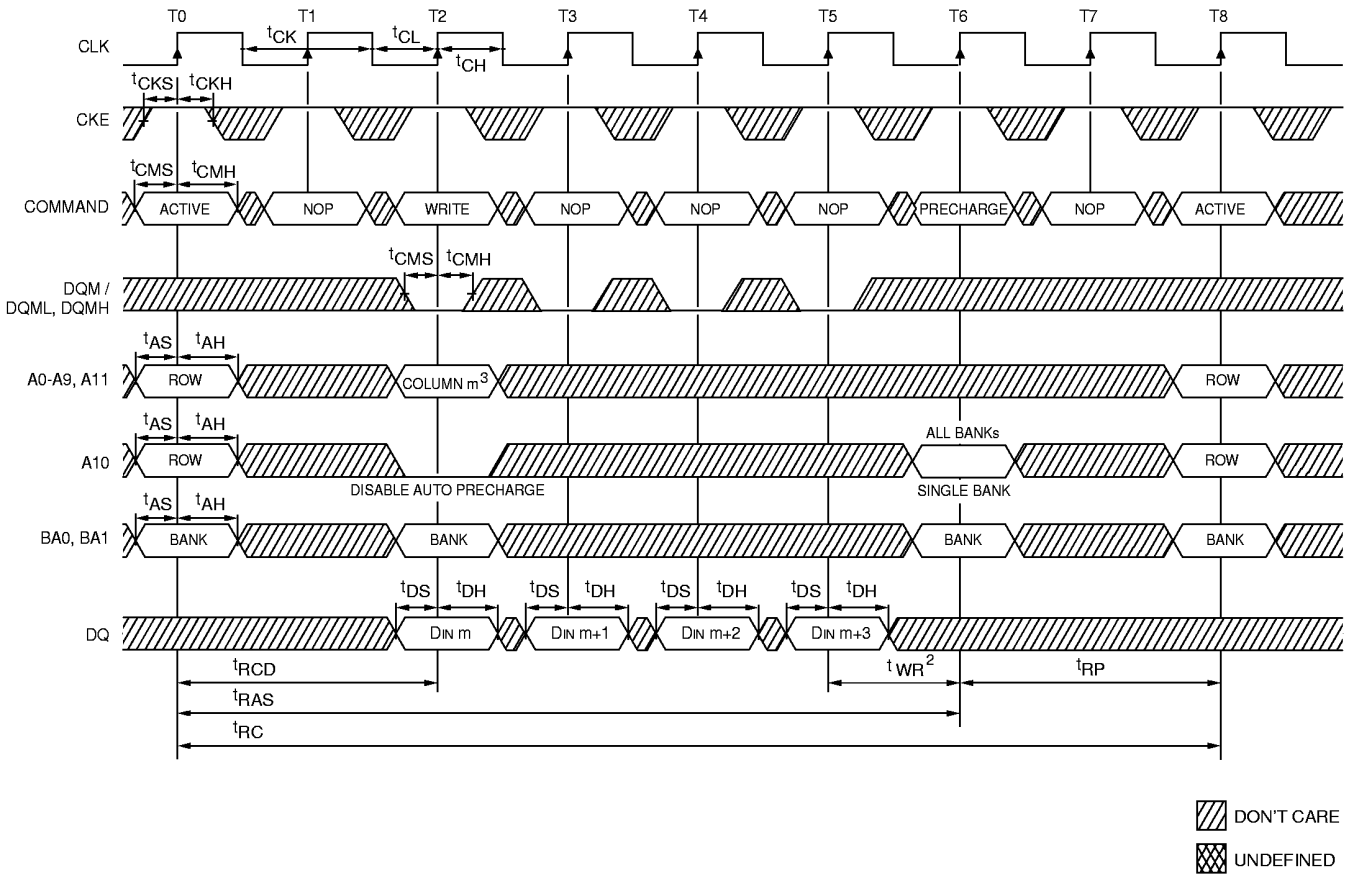 T0 T1 T2 T3 T4 T5 T6 T7 T8
CLK tCK tCL tCH
tCKS tCKH
CKE
tCMS tCMH
COMMAND ACTIVE NOP WRITE NOP NOP NOP PRECHARGE NOP ACTIVE
tCMS tCMH
DQM /
DQML, DQMH
tAS tAH
A0-A9, A11 ROW COLUMN m3 ROW
tAS tAH ALL BANKs
A10 ROW ROW
DISABLE AUTO PRECHARGE SINGLE BANK
tAS tAH
BA0, BA1 BANK BANK BANK BANK
tDS tDH tDS tDH tDS tDH tDS tDH
DQ DIN m DIN m+1 DIN m+2 DIN m+3
tRCD tWR2 tRP
tRAS
tRC
DON'T CARE
UNDEFINED